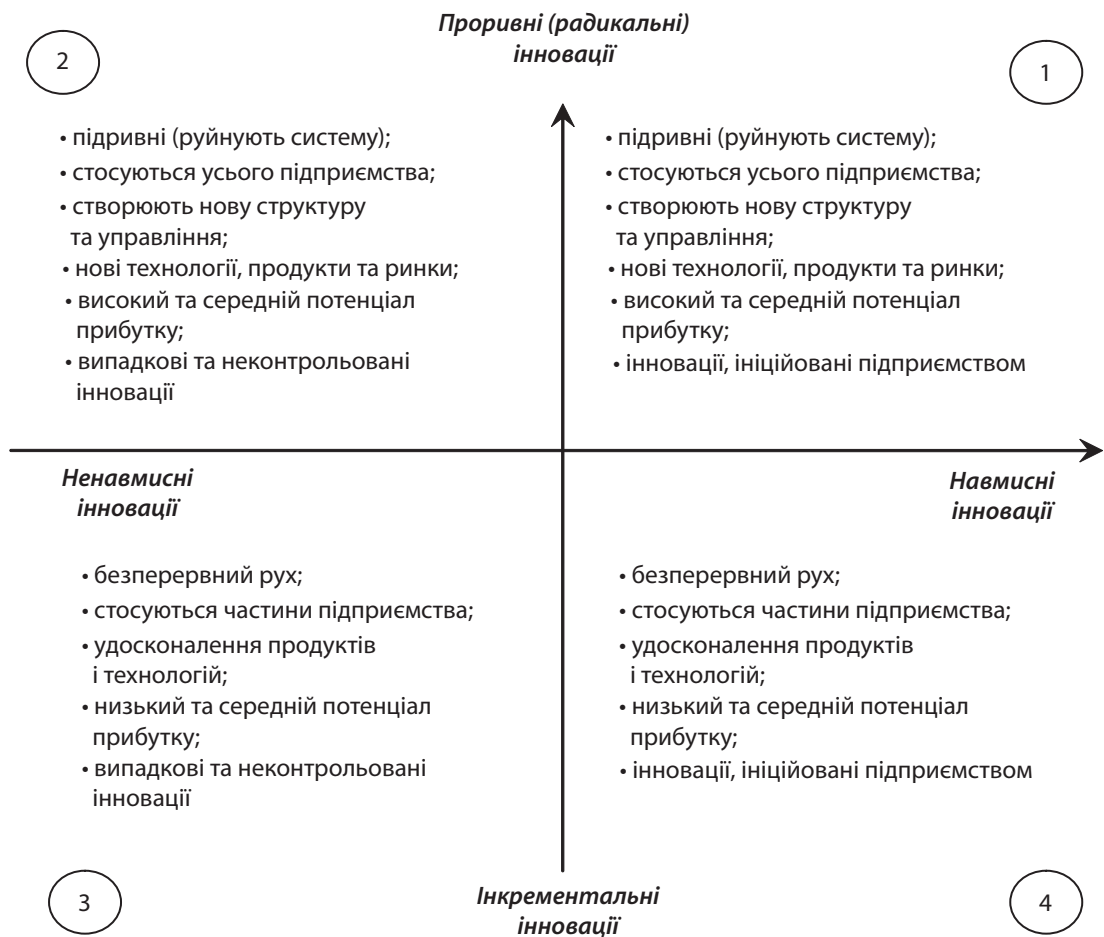 Проривні (радикальні)
інновації
2
1
• підривні (руйнують систему);
• стосуються усього підприємства;
• створюють нову структуру
та управління;
• нові технології, продукти та ринки;
• високий та середній потенціал
прибутку;
• випадкові та неконтрольовані
інновації
• підривні (руйнують систему);
• стосуються усього підприємства;
• створюють нову структуру
та управління;
• нові технології, продукти та ринки;
• високий та середній потенціал
прибутку;
• інновації, ініційовані підприємством
Ненавмисні
інновації
Навмисні
інновації
• безперервний рух;
• стосуються частини підприємства;
• удосконалення продуктів
і технологій;
• низький та середній потенціал
прибутку;
• випадкові та неконтрольовані
інновації
• безперервний рух;
• стосуються частини підприємства;
• удосконалення продуктів
і технологій;
• низький та середній потенціал
прибутку;
• інновації, ініційовані підприємством
3
Інкрементальні
інновації
4